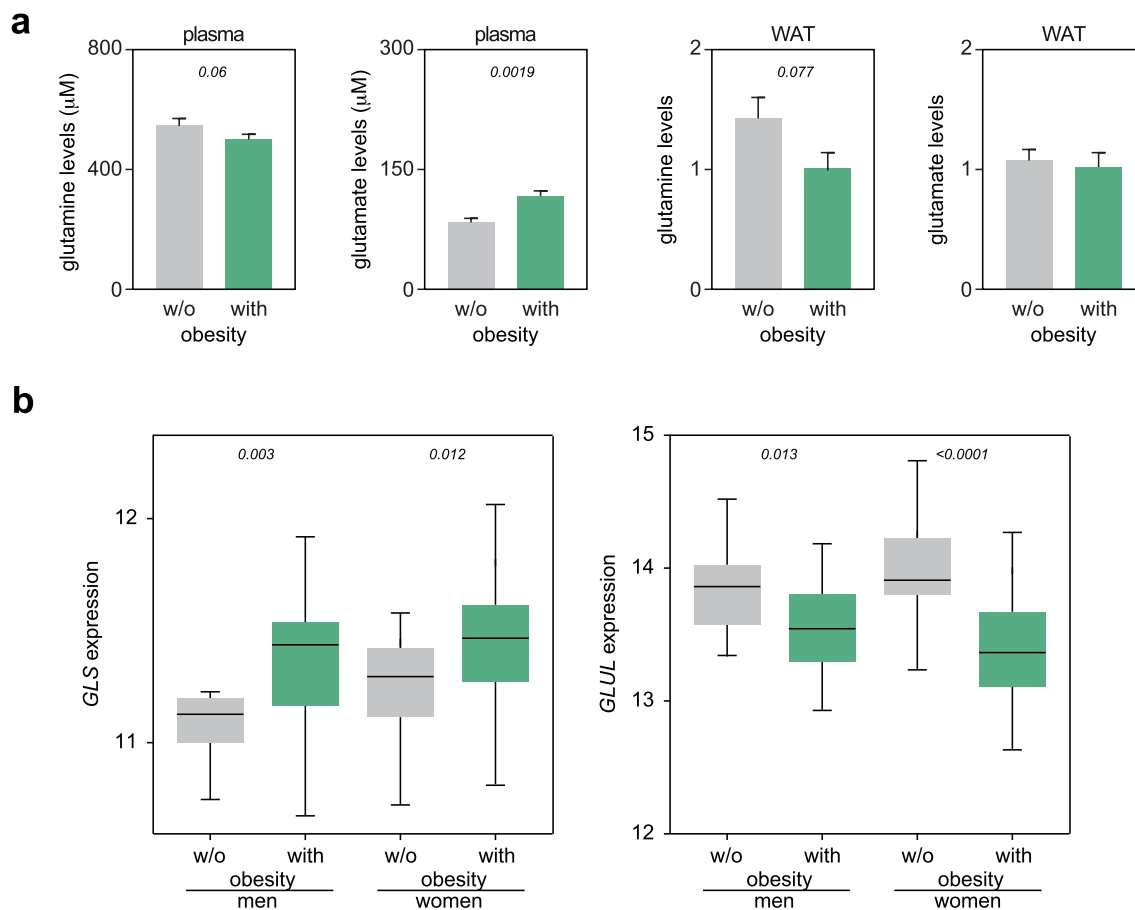 a
plasma
800
400
0
glutamine levels (μM)
0.06
w/o with
obesity
plasma
300
150
0
glutamate levels (μM)
0.0019
w/o with
obesity
WAT
2
1
0
glutamine levels
0.077
w/o with
obesity
WAT
2
1
0
glutamate levels
w/o with
obesity
b
12
11
GLS expression
0.003 0.012
w/o with w/o with
obesity obesity
men women
15
14
13
12
GLUL expression
0.013 <0.0001
w/o with w/o with
obesity obesity
men women